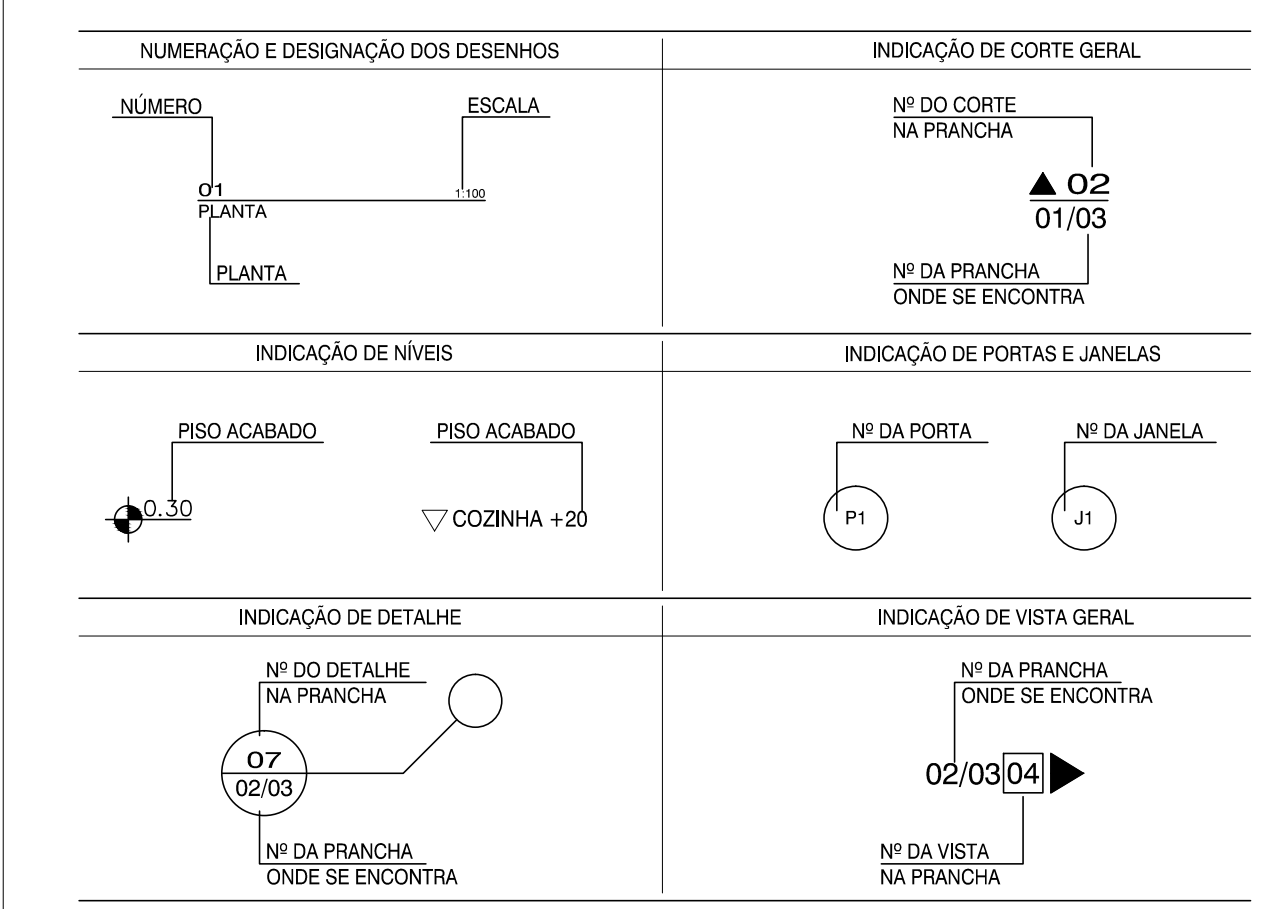 NUMERAÇÃO E DESIGNAÇÃO DOS DESENHOS
NÚMERO
ESCALA
01
1:100
PLANTA
PLANTA
INDICAÇÃO DE CORTE GERAL
Nº DO CORTE
NA PRANCHA
02
01/03
Nº DA PRANCHA
ONDE SE ENCONTRA
INDICAÇÃO DE NÍVEIS
PISO ACABADO
PISO ACABADO
0.30
COZINHA +20
INDICAÇÃO DE PORTAS E JANELAS
Nº DA PORTA
Nº DA JANELA
P1
J1
INDICAÇÃO DE DETALHE
Nº DO DETALHE
NA PRANCHA
07
02/03
Nº DA PRANCHA
ONDE SE ENCONTRA
INDICAÇÃO DE VISTA GERAL
Nº DA PRANCHA
ONDE SE ENCONTRA
02/03 04
Nº DA VISTA
NA PRANCHA